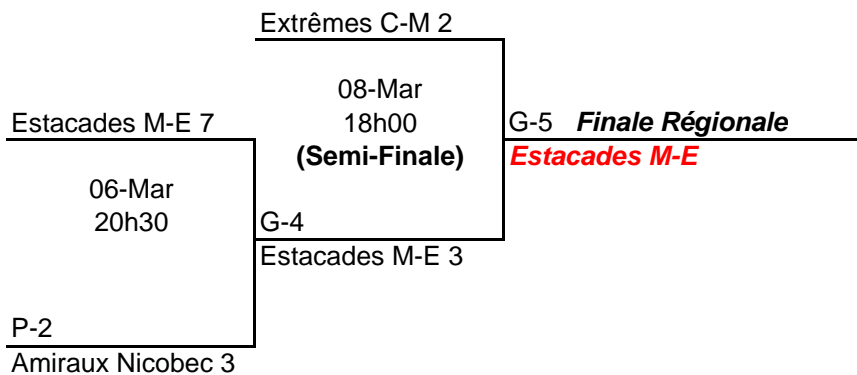 Extrêmes C-M 2
08-Mar
18h00
(Semi-Finale)
Estacades M-E 7
G-5 Finale Régionale
Estacades M-E
06-Mar
20h30
G-4
Estacades M-E 3
P-2
Amiraux Nicobec 3